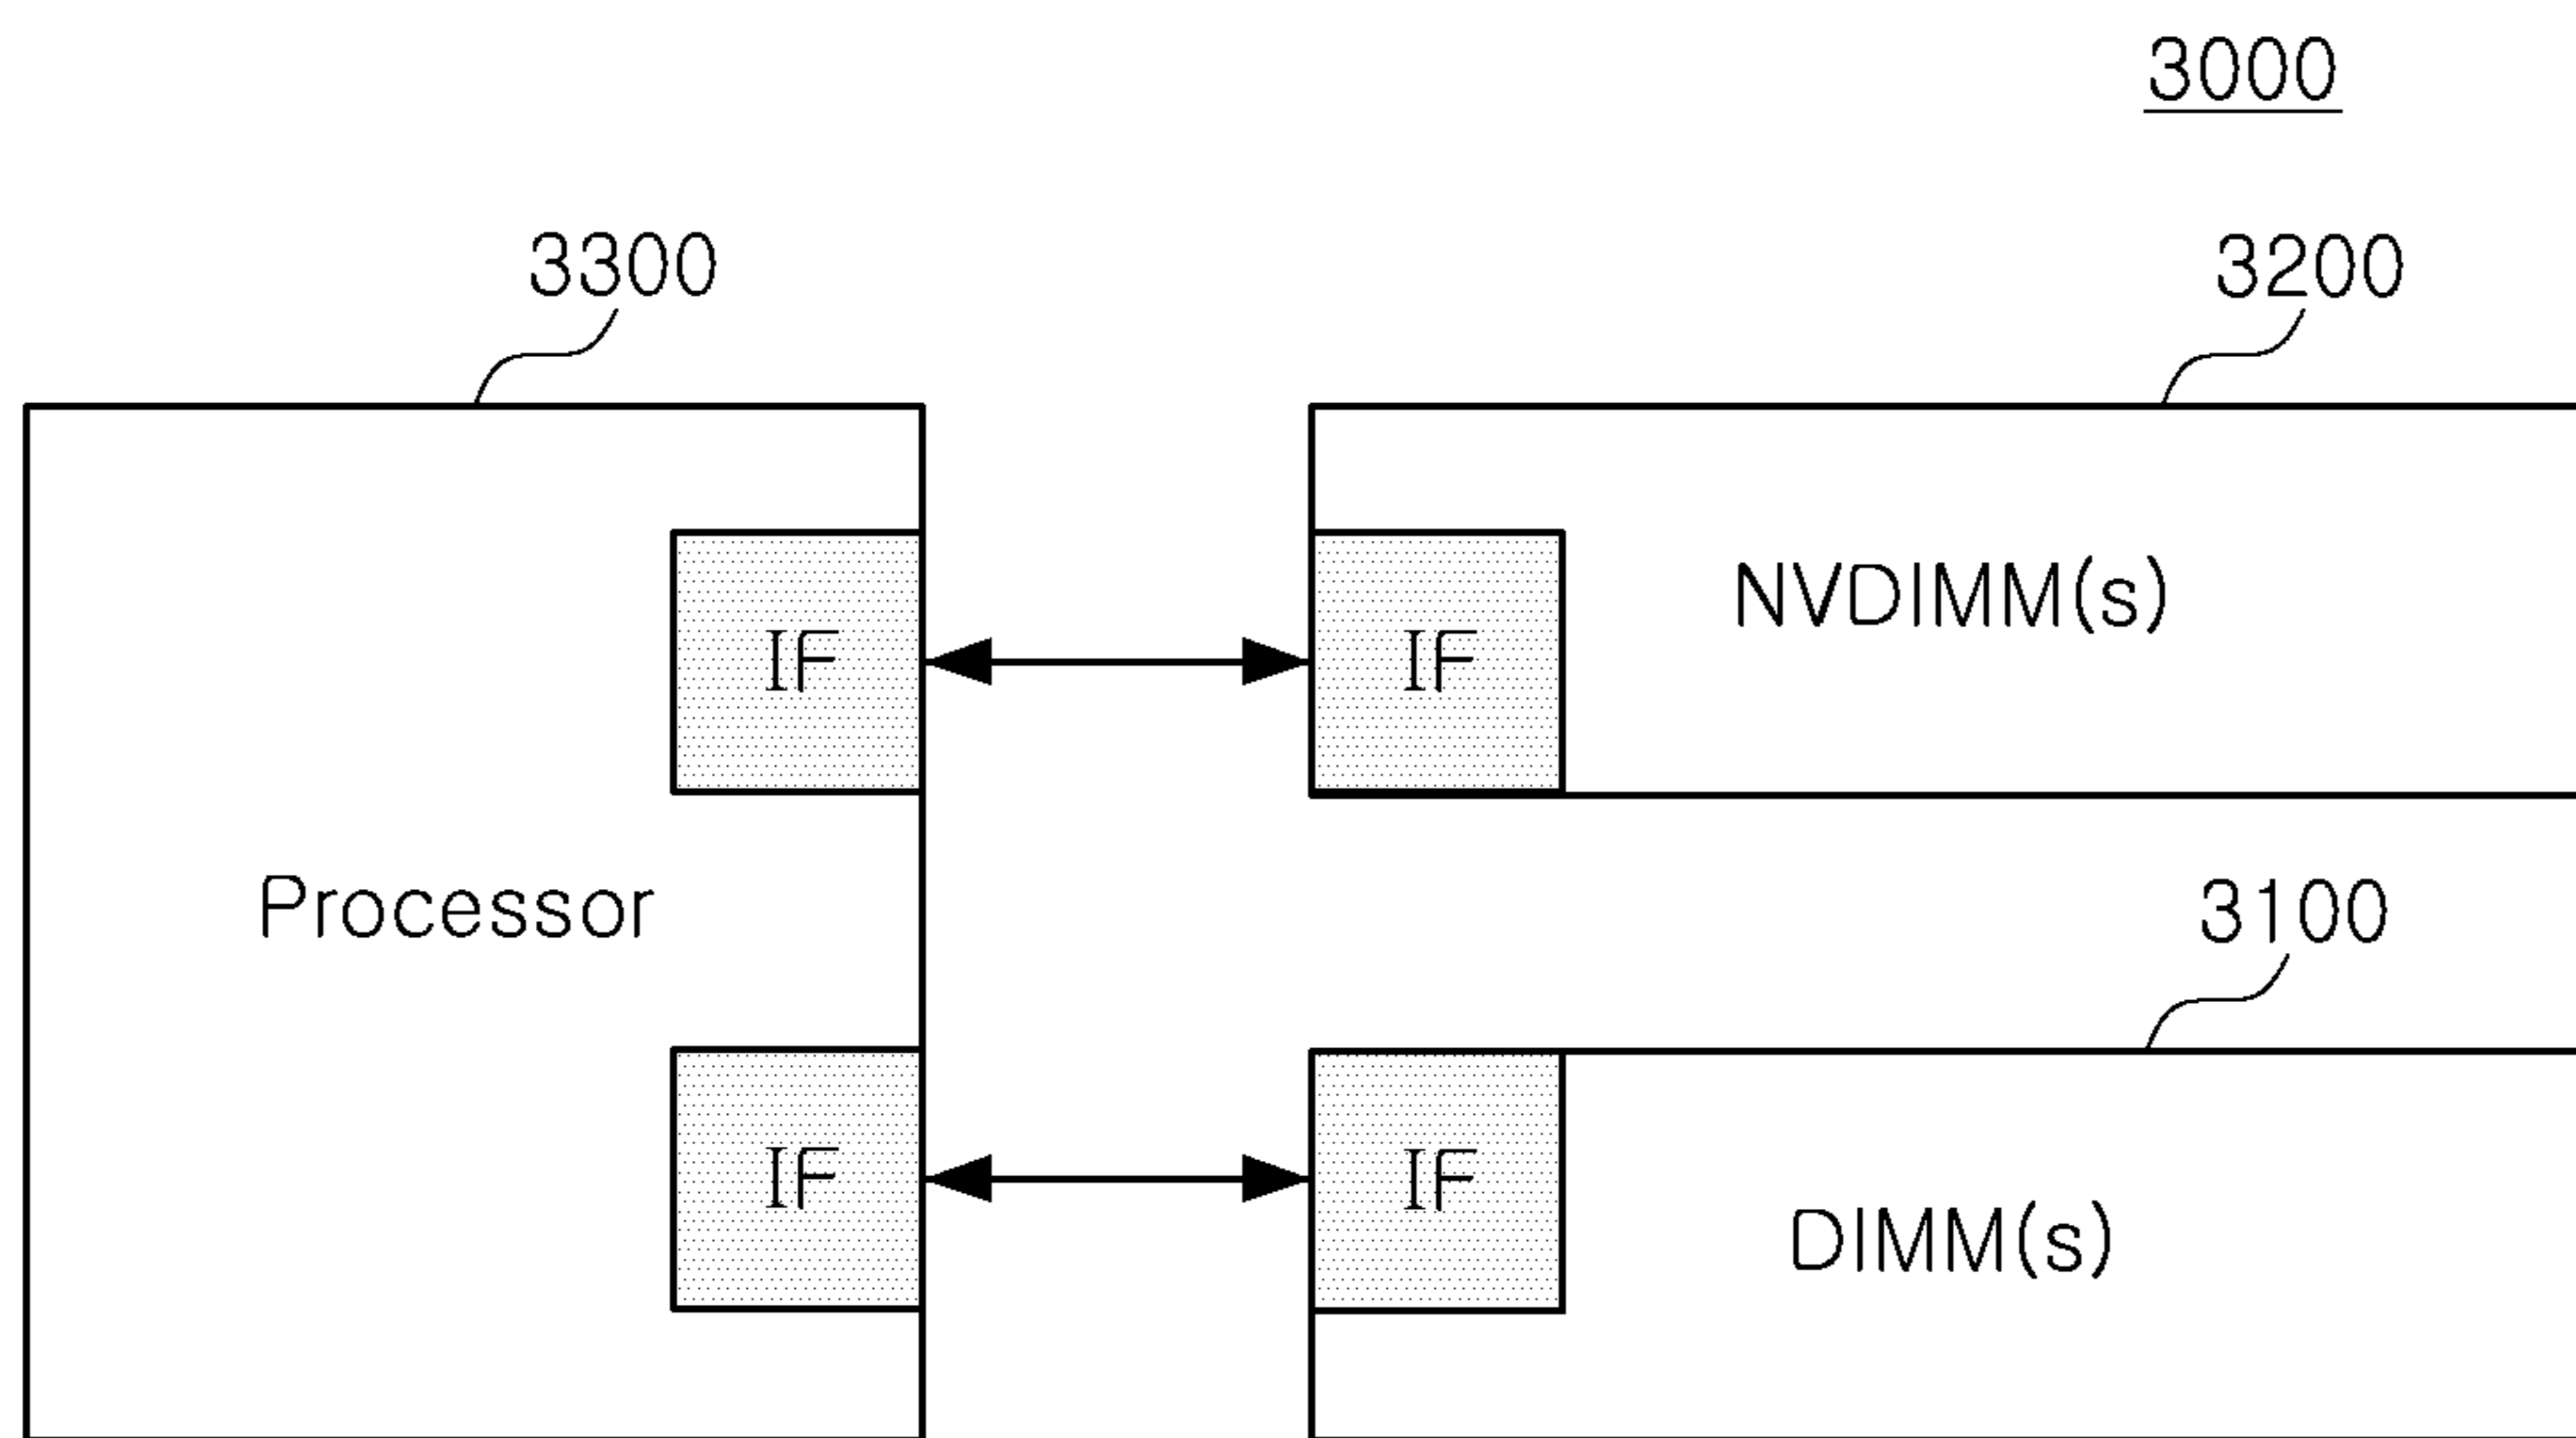 3000
3300
3200
IF
IF
NVDIMM(s)
Processor
3100
IF
IF
DIMM(s)